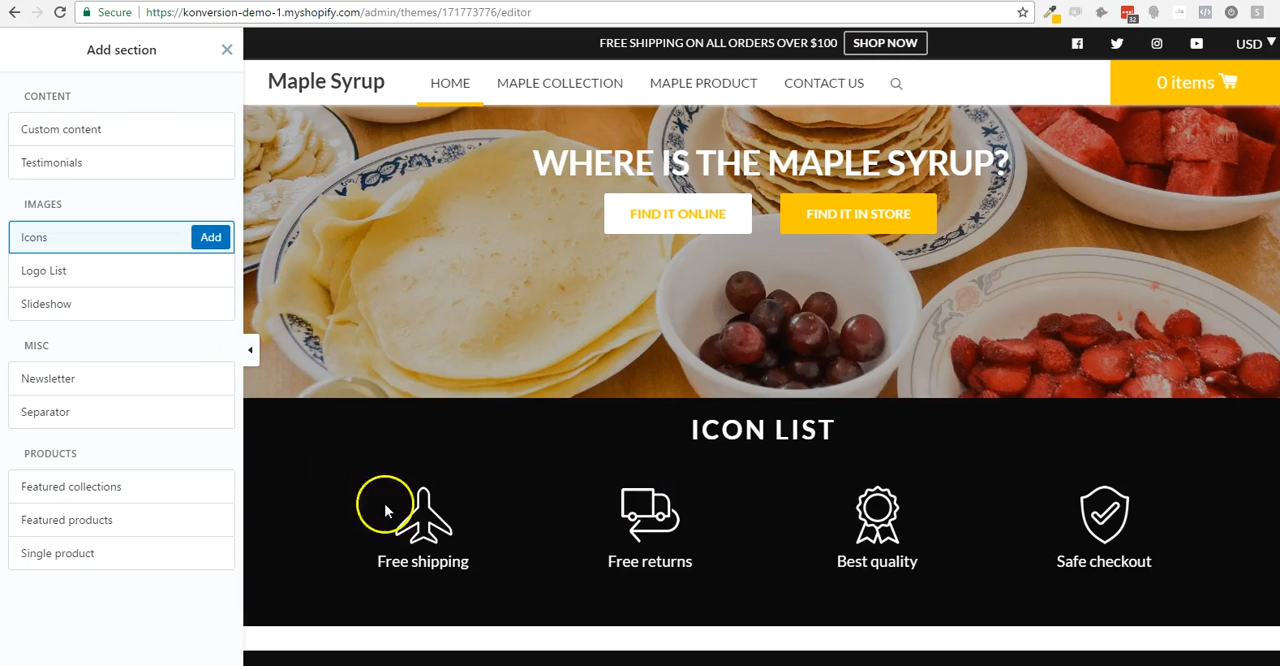 Secure
https://konversion-demo-1.myshopify.com/admin/themes/171773776/editor
32
S
Add section
CONTENT
Custom content
Testimonials
IMAGES
Icons
Add
Logo List
Slideshow
MISC
Newsletter
Separator
PRODUCTS
Featured collections
Featured products
Single product
FREE SHIPPING ON ALL ORDERS OVER $100 SHOP NOW
USD
Maple Syrup
HOME MAPLE COLLECTION MAPLE PRODUCT CONTACT US
0 items
WHERE IS THE MAPLE SYRUP?
FIND IT ONLINE FIND IT IN STORE
ICON LIST
Free shipping Free returns Best quality Safe checkout